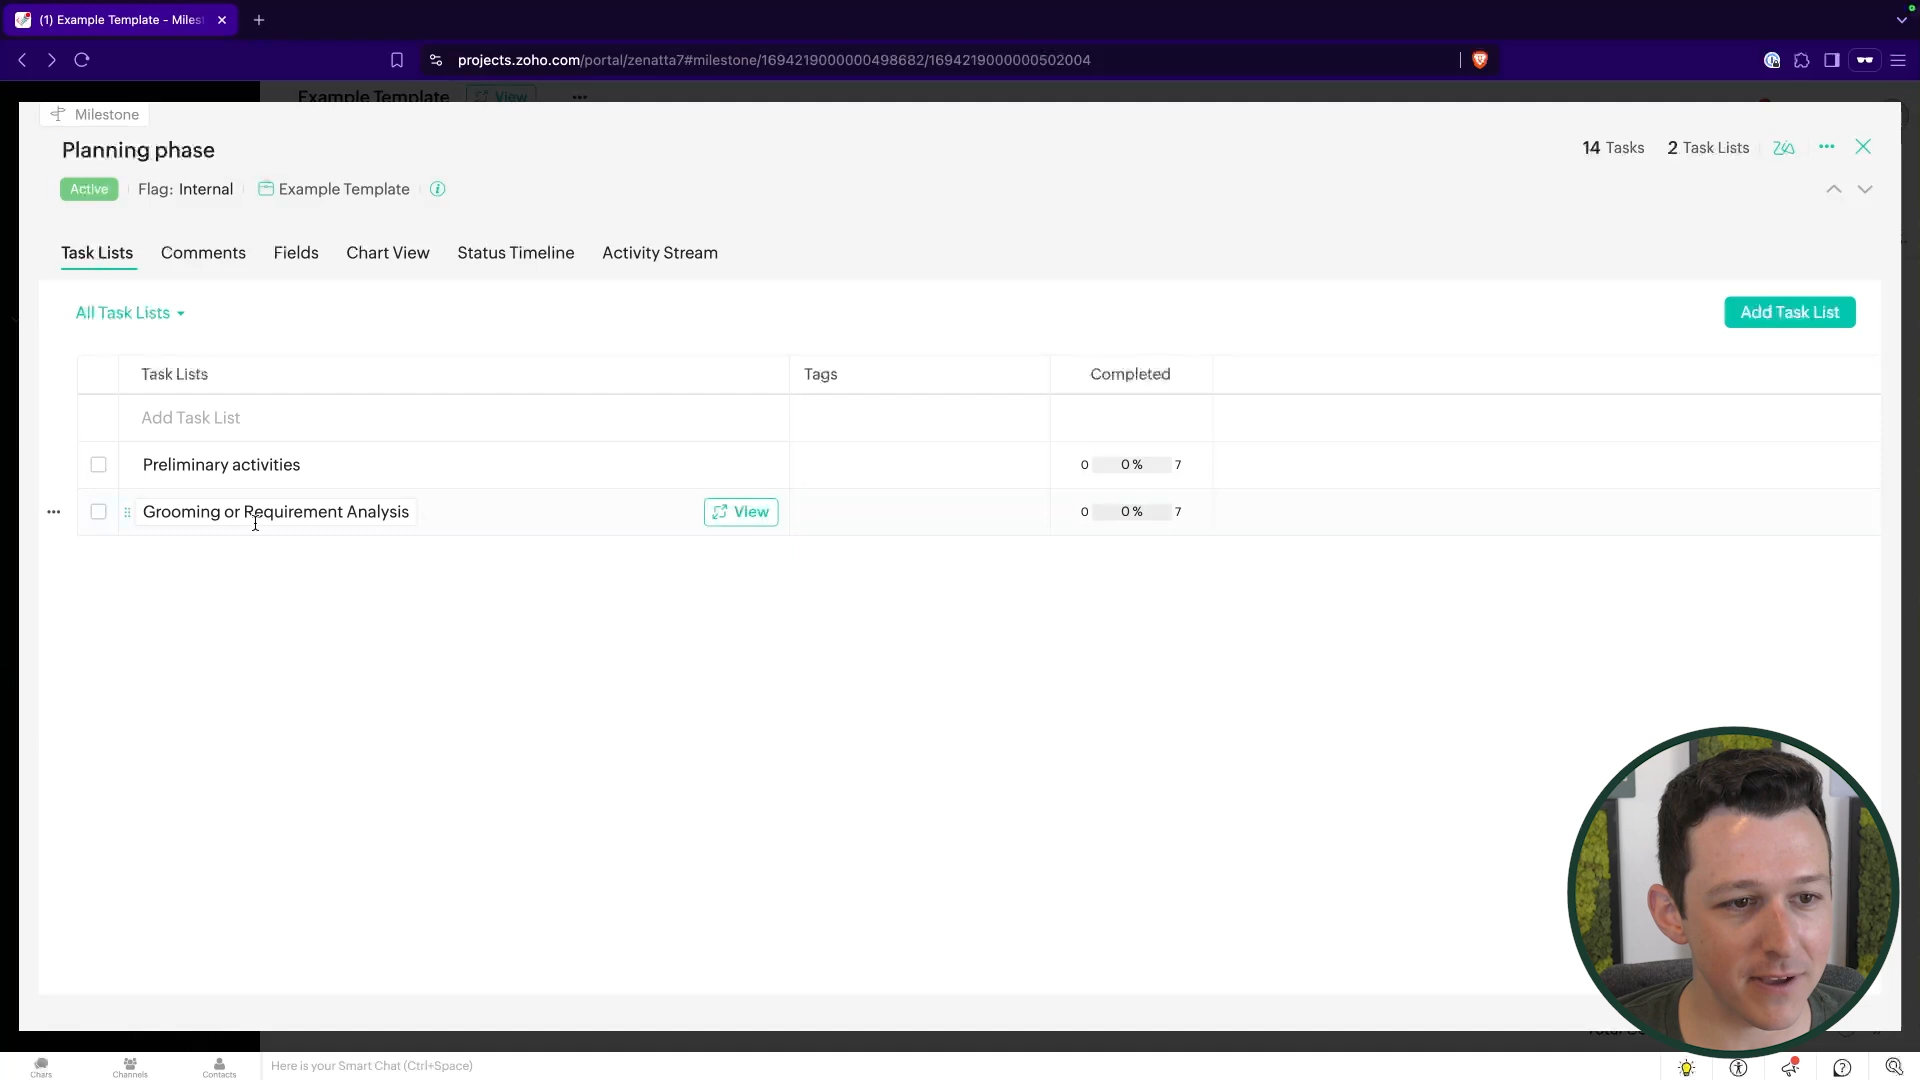 (1) Example Template - Miles
projects.zoho.com/portal/zenatta7#milestone/1694219000000498682/1694219000000502004
Example Template View
Milestone
Planning phase
14 Tasks 2 Task Lists
Active Flag: Internal Example Template
Task Lists Comments Fields Chart View Status Timeline Activity Stream
All Task Lists
Add Task List
Task Lists Tags Completed
Add Task List
Preliminary activities 0 0 % 7
Grooming or Requirement Analysis View 0 0 % 7
Chats Channels Contacts Here is your Smart Chat (Ctrl+Space)